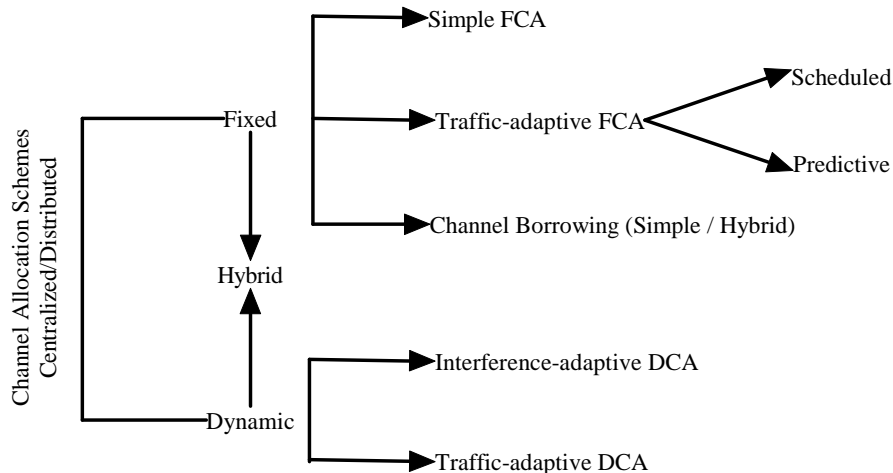 Channel Allocation Schemes
Centralized/Distributed
Fixed
Hybrid
Dynamic
Simple FCA
Traffic-adaptive FCA
Scheduled
Predictive
Channel Borrowing (Simple / Hybrid)
Interference-adaptive DCA
Traffic-adaptive DCA